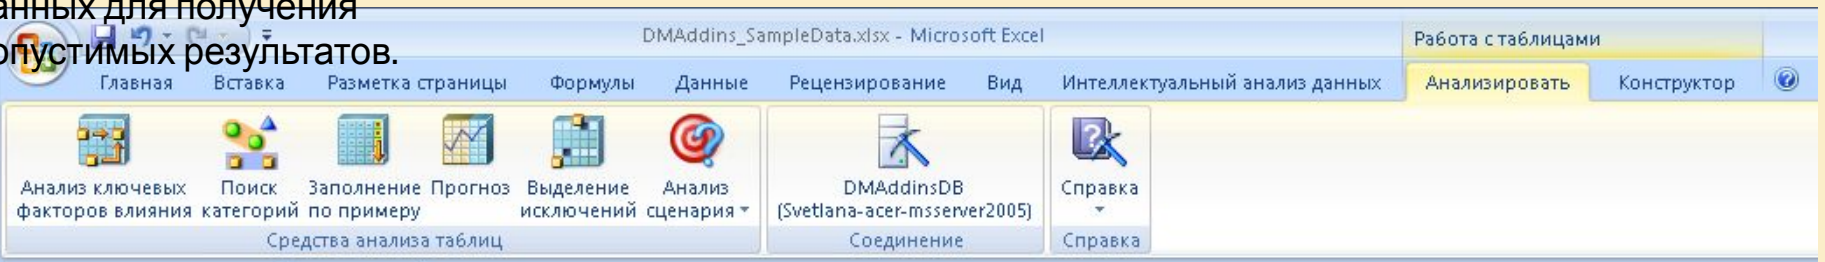 анных для получения
опустимых результатов.
DMAddins_SampleData.xlsx - Microsoft Excel
Работа с таблицами
Главная Вставка Разметка страницы Формулы Данные Рецензирование Вид Интеллектуальный анализ данных Анализировать Конструктор
Анализ ключевых факторов влияния
Поиск категорий
Заполнение по примеру
Прогноз
Выделение исключений
Анализ сценария
DMAddinsDB
(Svetlana-acer-msserver2005)
Справка
Средства анализа таблиц
Соединение
Справка